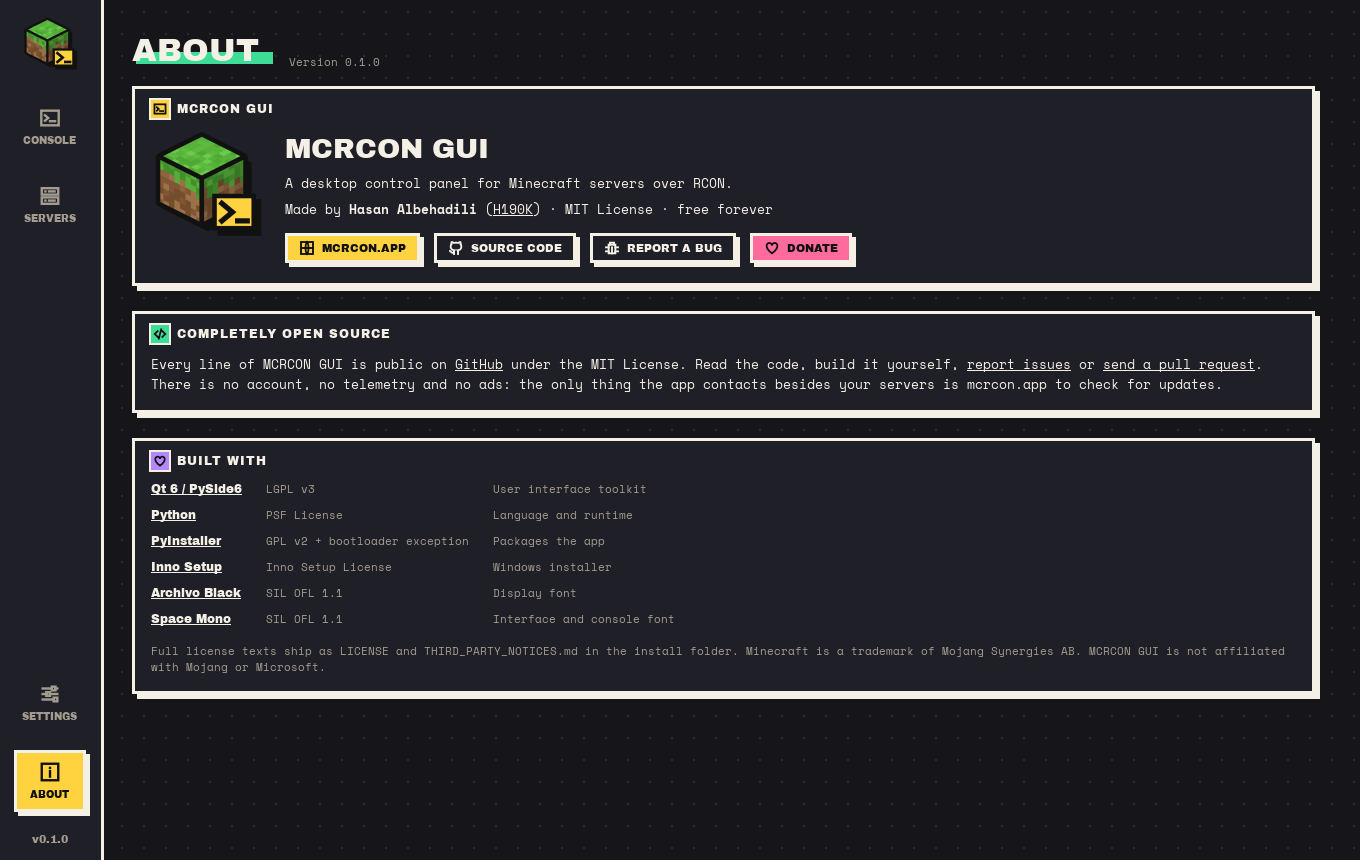 ABOUT
Version 0.1.0
CONSOLE
SERVERS
SETTINGS
ABOUT
v0.1.0
MCRCON GUI
MCRCON GUI
A desktop control panel for Minecraft servers over RCON.
Made by Hasan Albehadili (H190K) · MIT License · free forever
MCRCON.APP
SOURCE CODE
REPORT A BUG
DONATE
COMPLETELY OPEN SOURCE
Every line of MCRCON GUI is public on GitHub under the MIT License. Read the code, build it yourself, report issues or send a pull request.
There is no account, no telemetry and no ads: the only thing the app contacts besides your servers is mcrcon.app to check for updates.
BUILT WITH
Qt 6 / PySide6 LGPL v3 User interface toolkit
Python PSF License Language and runtime
PyInstaller GPL v2 + bootloader exception Packages the app
Inno Setup Inno Setup License Windows installer
Archivo Black SIL OFL 1.1 Display font
Space Mono SIL OFL 1.1 Interface and console font
Full license texts ship as LICENSE and THIRD_PARTY_NOTICES.md in the install folder. Minecraft is a trademark of Mojang Synergies AB. MCRCON GUI is not affiliated
with Mojang or Microsoft.